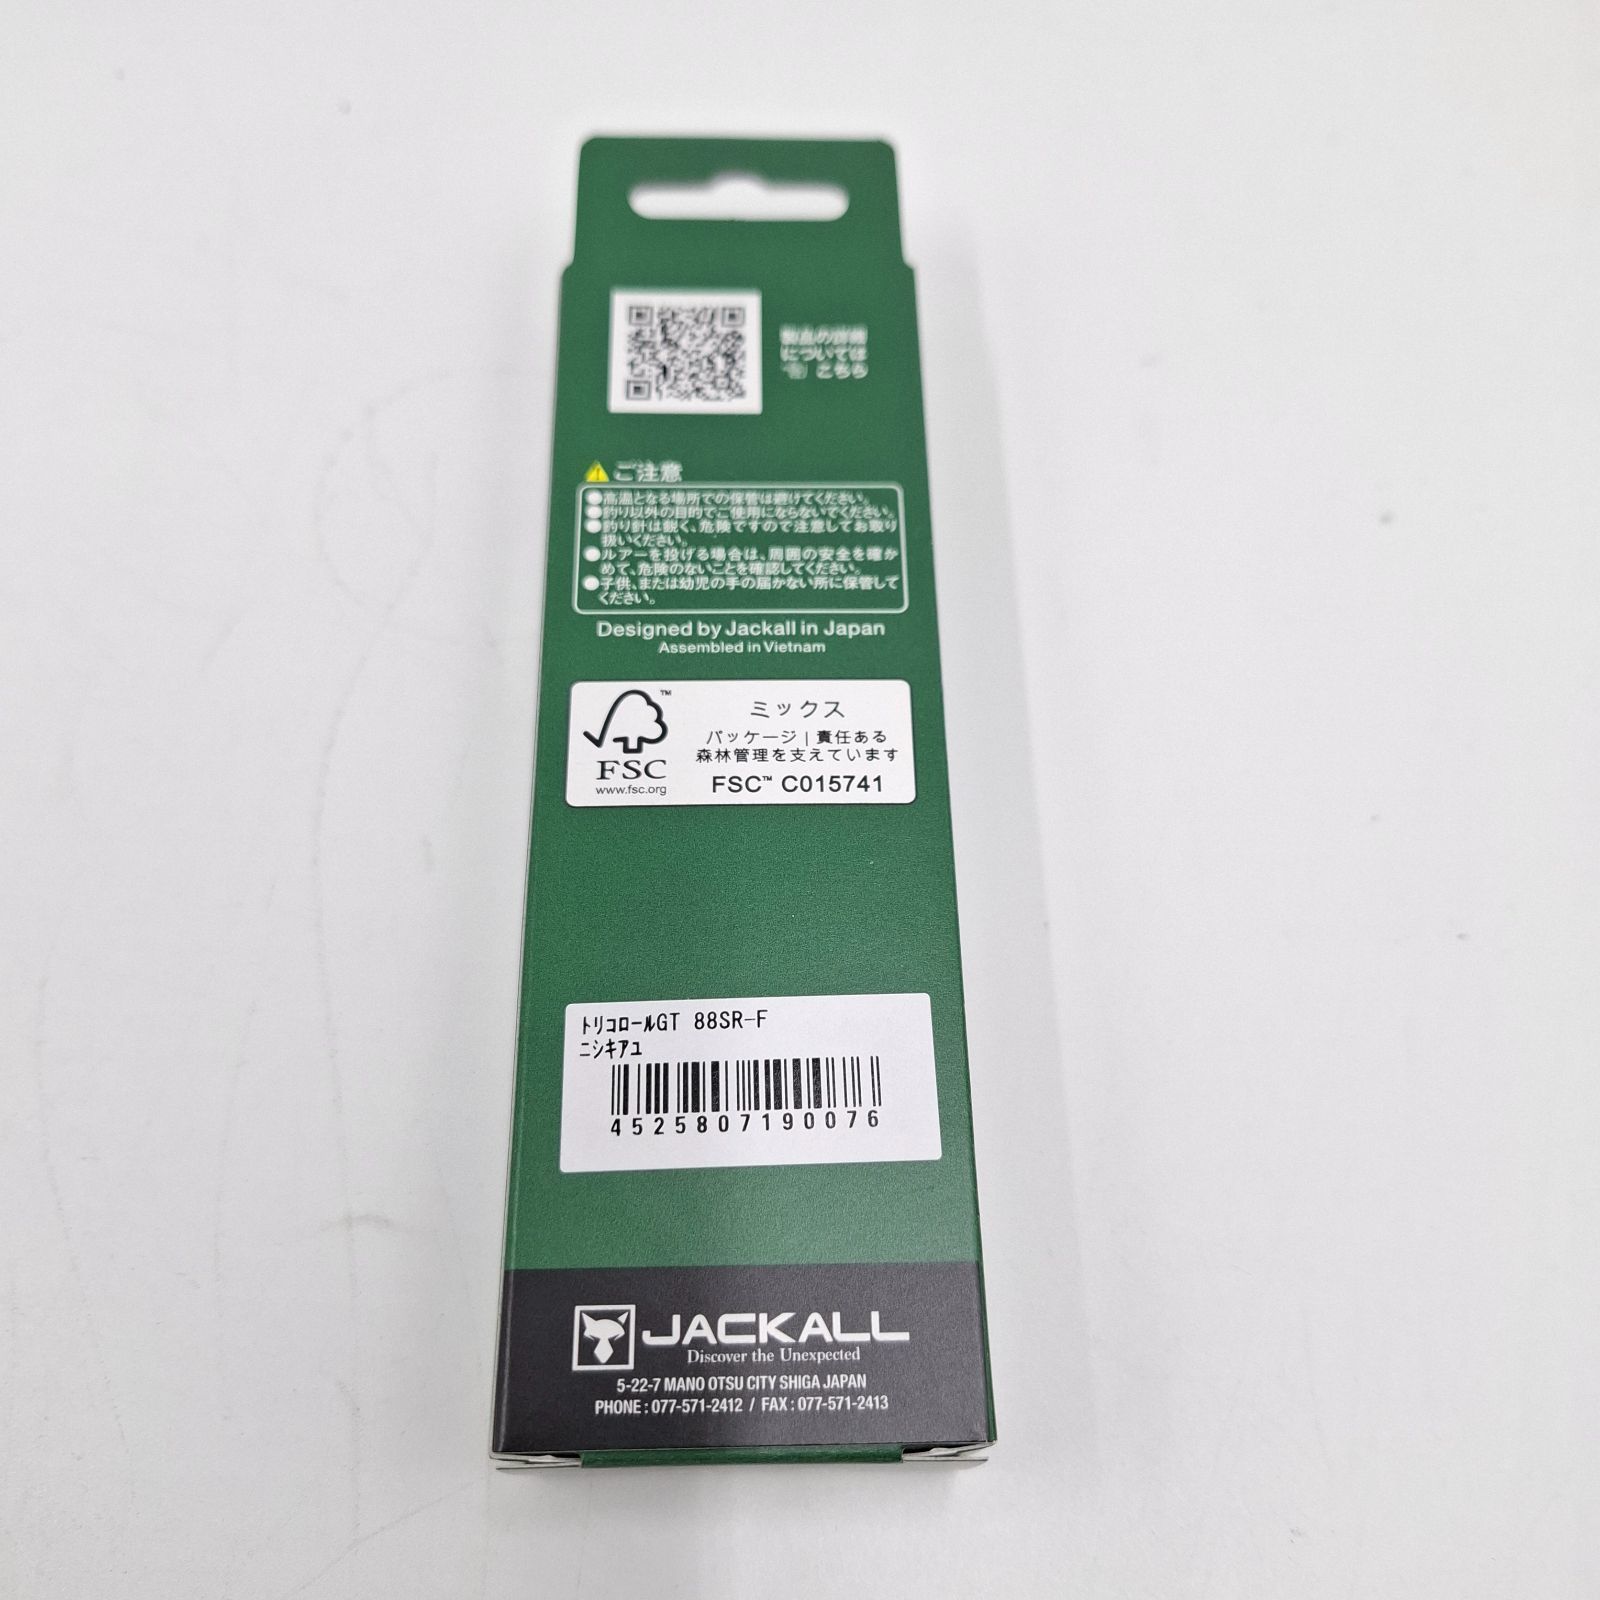 製品の詳細
については
こちら
ご注意
●高温となる場所での保管は避けてください。
●釣り以外の目的でご使用にならないでください。
●釣り針は鋭く、危険ですので注意してお取り
扱いください。
●ルアーを投げる場合は、周囲の安全を確か
めて、危険のないことを確認してください。
●子供、または幼児の手の届かない所に保管して
ください。
Designed by Jackall in Japan
Assembled in Vietnam
FSC
www.fsc.org
ミックス
パッケージ | 責任ある
森林管理を支えています
FSC™ C015741
ﾄﾘｺﾛｰﾙGT 88SR-F
ﾆｼｷｱﾕ
4525807190076
JACKALL
Discover the Unexpected
5-22-7 MANO OTSU CITY SHIGA JAPAN
PHONE : 077-571-2412 / FAX : 077-571-2413